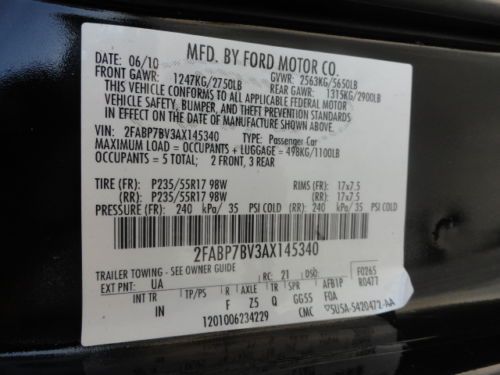 MFD. BY FORD MOTOR CO.
DATE: 06/10 GVWR: 2563KG/5650LB
FRONT GAWR: 1247KG/2750LB REAR GAWR: 1315KG/2900LB
THIS VEHICLE CONFORMS TO ALL APPLICABLE FEDERAL MOTOR
VEHICLE SAFETY, BUMPER, AND THEFT PREVENTION STANDARDS
IN EFFECT ON THE DATE OF MANUFACTURE SHOWN ABOVE.
VIN: 2FABP7BV3AX145340 TYPE: Passenger Car
MAXIMUM LOAD = OCCUPANTS + LUGGAGE = 498KG/1100LB
OCCUPANTS = 5 TOTAL; 2 FRONT, 3 REAR
TIRE (FR): P235/55R17 98W RIMS (FR): 17x7.5
(RR): P235/55R17 98W (RR): 17x7.5
PRESSURE (FR): 240 kPa/ 35 PSI COLD (RR): 240 kPa/ 35 PSI COLD
2FABP7BV3AX145340
TRAILER TOWING - SEE OWNER GUIDE
EXT PNT: UA RC: 21 DSO: F0265
INT TR TP/PS R AXLE TR SPR AFB1P R0477
IN F Z5 Q GG55 FOA
1201006234229 CMC 5U5A-5420472-AA